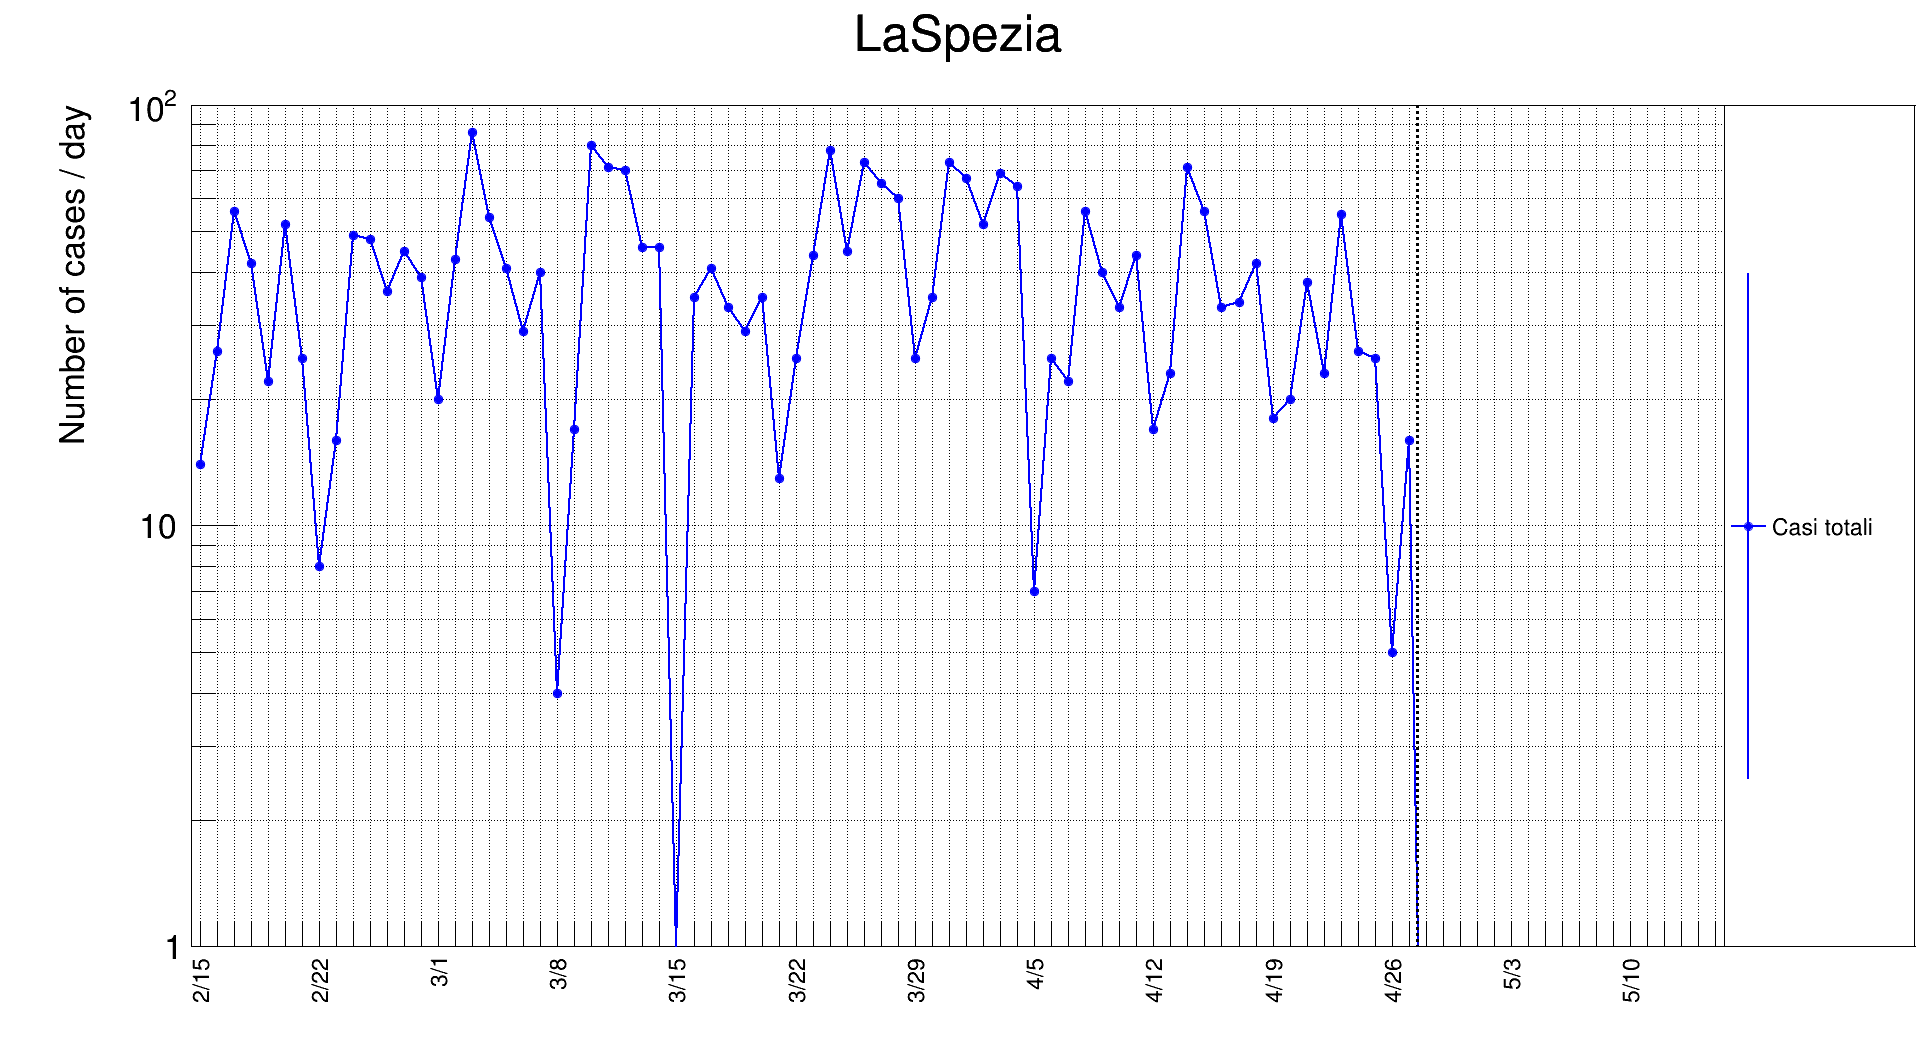 LaSpezia
Number of cases / day
10²
10
1
2/15 2/22 3/1 3/8 3/15 3/22 3/29 4/5 4/12 4/19 4/26 5/3 5/10
Casi totali